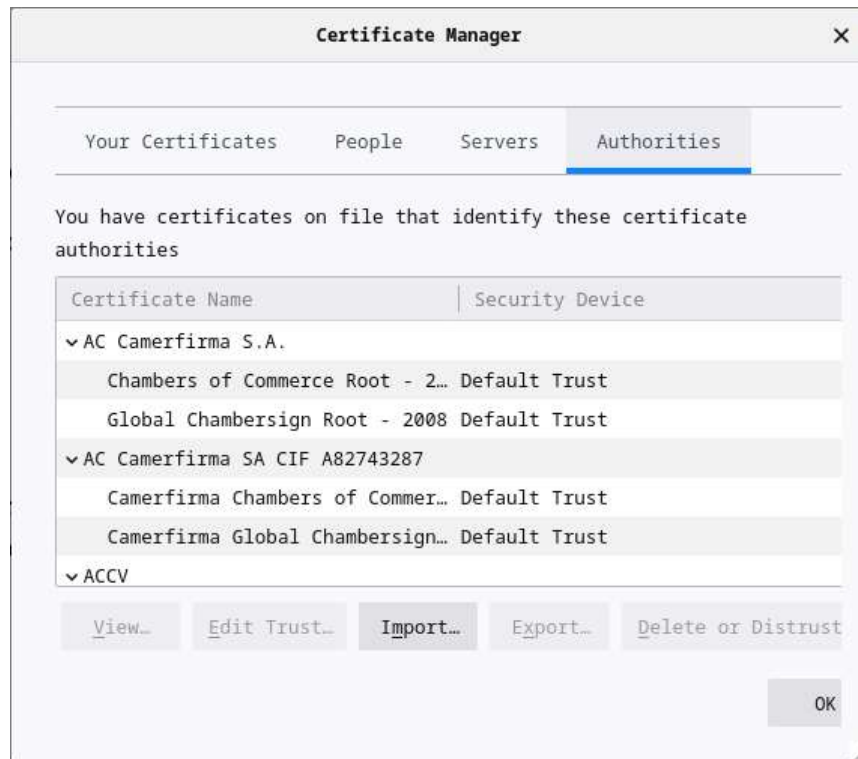 Certificate Manager
Your Certificates People Servers Authorities
You have certificates on file that identify these certificate
authorities
Certificate Name Security Device
AC Camerfirma S.A.
Chambers of Commerce Root - 2… Default Trust
Global Chambersign Root - 2008 Default Trust
AC Camerfirma SA CIF A82743287
Camerfirma Chambers of Commer… Default Trust
Camerfirma Global Chambersign… Default Trust
ACCV
View… Edit Trust… Import… Export… Delete or Distrust
OK